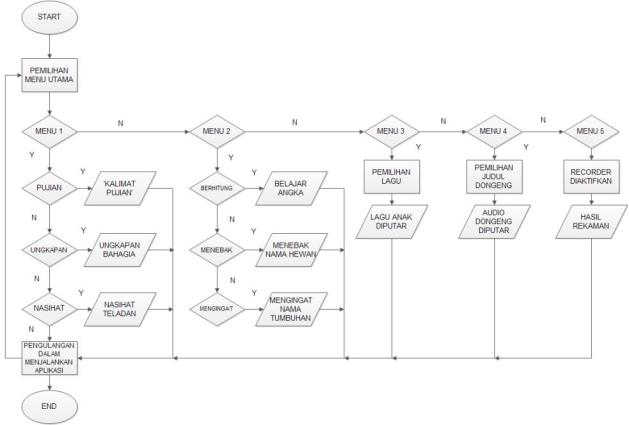 START
PEMILIHAN
MENU UTAMA
MENU 1
N
MENU 2
N
MENU 3
N
MENU 4
N
MENU 5
Y
Y
Y
Y
PUJIAN
Y
'KALIMAT
PUJIAN'
BERHITUNG
Y
BELAJAR
ANGKA
PEMILIHAN
LAGU
PEMILIHAN
JUDUL
DONGENG
RECORDER
DIAKTIFKAN
N
N
LAGU ANAK
DIPUTAR
AUDIO
DONGENG
DIPUTAR
HASIL
REKAMAN
UNGKAPAN
Y
UNGKAPAN
BAHAGIA
MENEBAK
Y
MENEBAK
NAMA HEWAN
N
N
NASIHAT
Y
NASIHAT
TELADAN
MENGINGAT
Y
MENGINGAT
NAMA
TUMBUHAN
N
PENGULANGAN
DALAM
MENJALANKAN
APLIKASI
END